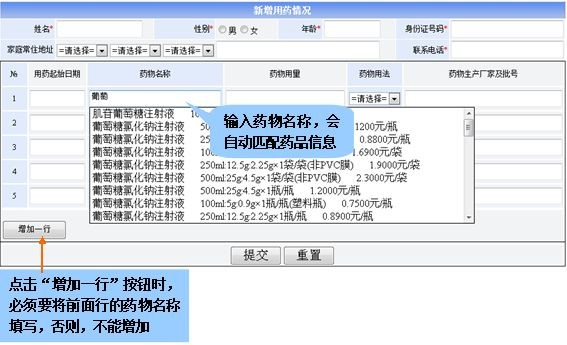 新增用药情况
姓名* 性别* 男 女 年龄* 身份证号码*
家庭常住地址 =请选择= =请选择= =请选择= 联系电话*
№ 用药起始日期 药物名称 药物用量 药物用法 药物生产厂家及批号
1 葡萄 =请选择=
肌苷葡萄糖注射液 10
葡萄糖氯化钠注射液 50 1200元/瓶
葡萄糖氯化钠注射液 25 0.8800元/瓶
葡萄糖氯化钠注射液 100 1.6900元/袋
葡萄糖氯化钠注射液 250ml:12.5g:2.25g×1袋/袋(非PVC膜) 1.9000元/袋
葡萄糖氯化钠注射液 500ml:25g:4.5g×1袋/袋(非PVC膜) 2.3000元/袋
葡萄糖氯化钠注射液 500ml:25g:4.5g×1瓶/瓶 1.2000元/瓶
葡萄糖氯化钠注射液 100ml:5g:0.9g×1瓶/瓶(塑料瓶) 0.7500元/瓶
葡萄糖氯化钠注射液 250ml:12.5g:2.25g×1瓶/瓶 0.8900元/瓶
输入药物名称，会
自动匹配药品信息
2
3
4
5
增加一行
提交 重置
点击“增加一行”按钮时，
必须要将前面行的药物名称
填写，否则，不能增加